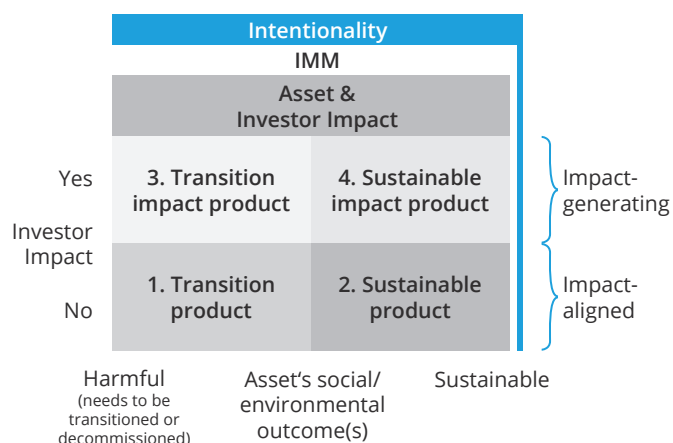 Intentionality
IMM
Asset &
Investor Impact
Yes
3. Transition
impact product
4. Sustainable
impact product
Impact-
generating
Investor
Impact
No
1. Transition
product
2. Sustainable
product
Impact-
aligned
Harmful
(needs to be
transitioned or
decommissioned)
Asset‘s social/
environmental
outcome(s)
Sustainable